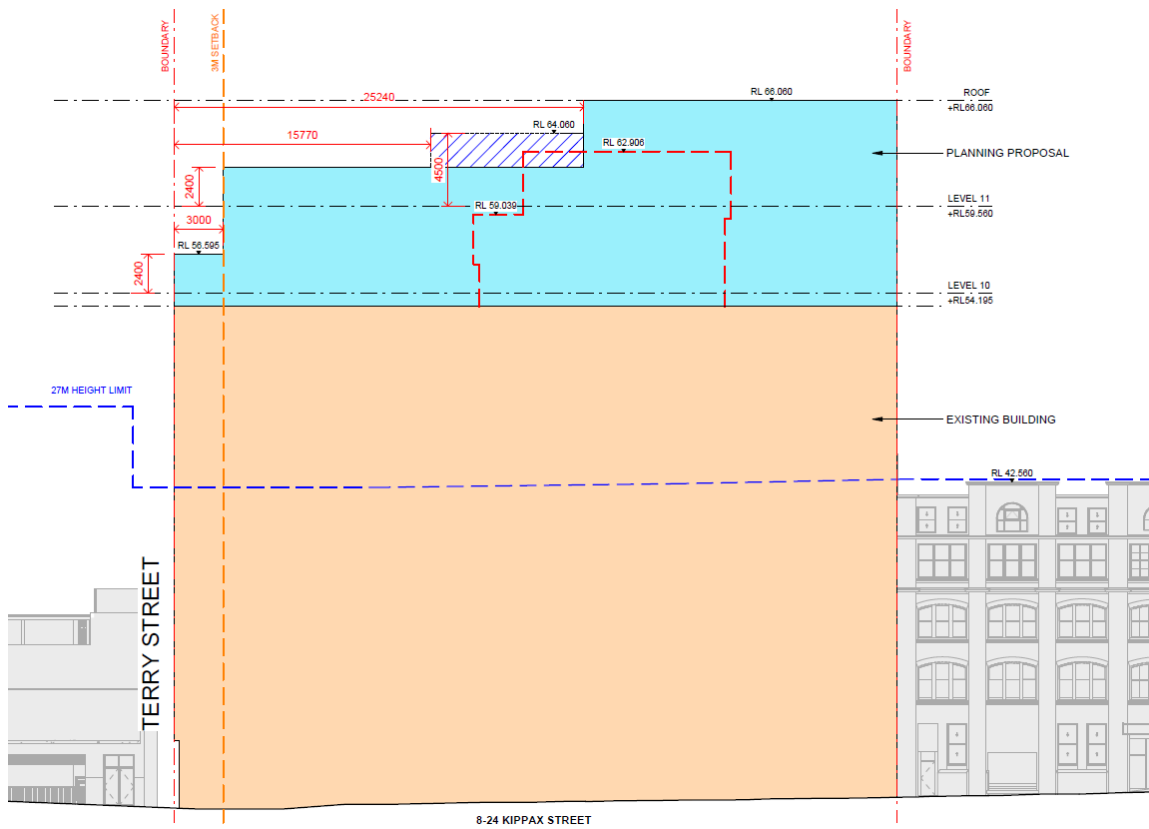 BOUNDARY
3M SETBACK
BOUNDARY
RL 66.060
ROOF
+RL66.060
25240
RL 64.060
15770
RL 62.906
PLANNING PROPOSAL
4500
2400
LEVEL 11
+RL59.560
RL 59.039
3000
RL 56.595
2400
LEVEL 10
+RL54.195
27M HEIGHT LIMIT
EXISTING BUILDING
RL 42.560
TERRY STREET
8-24 KIPPAX STREET